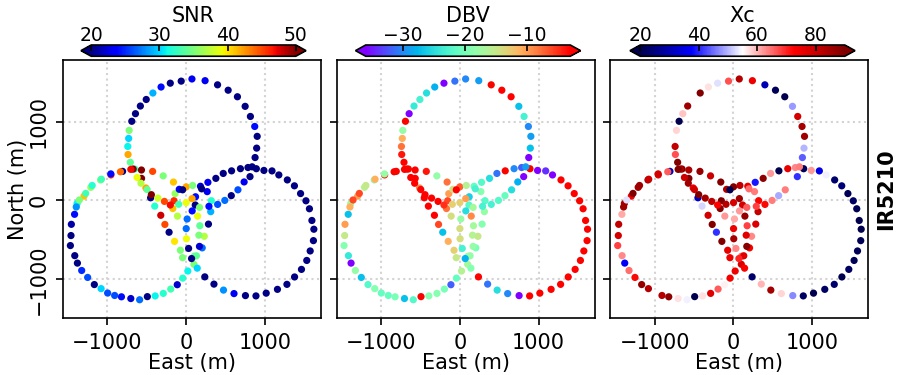 SNR DBV Xc
20 30 40 50 −30 −20 −10 20 40 60 80
North (m)
1000
0
−1000
IR5210
−1000 0 1000 −1000 0 1000 −1000 0 1000
East (m) East (m) East (m)